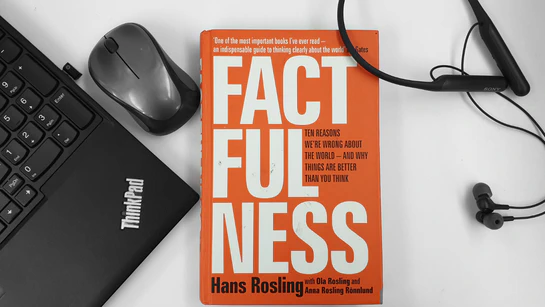 'One of the most important books I've ever read –
an indispensable guide to thinking clearly about the world'
FACT
FUL
NESS
TEN REASONS
WE'RE WRONG ABOUT
THE WORLD – AND WHY
THINGS ARE BETTER
THAN YOU THINK
Hans Rosling
with Ola Rosling and
Anna Rosling Rönnlund
ThinkPad
SONY
Enter